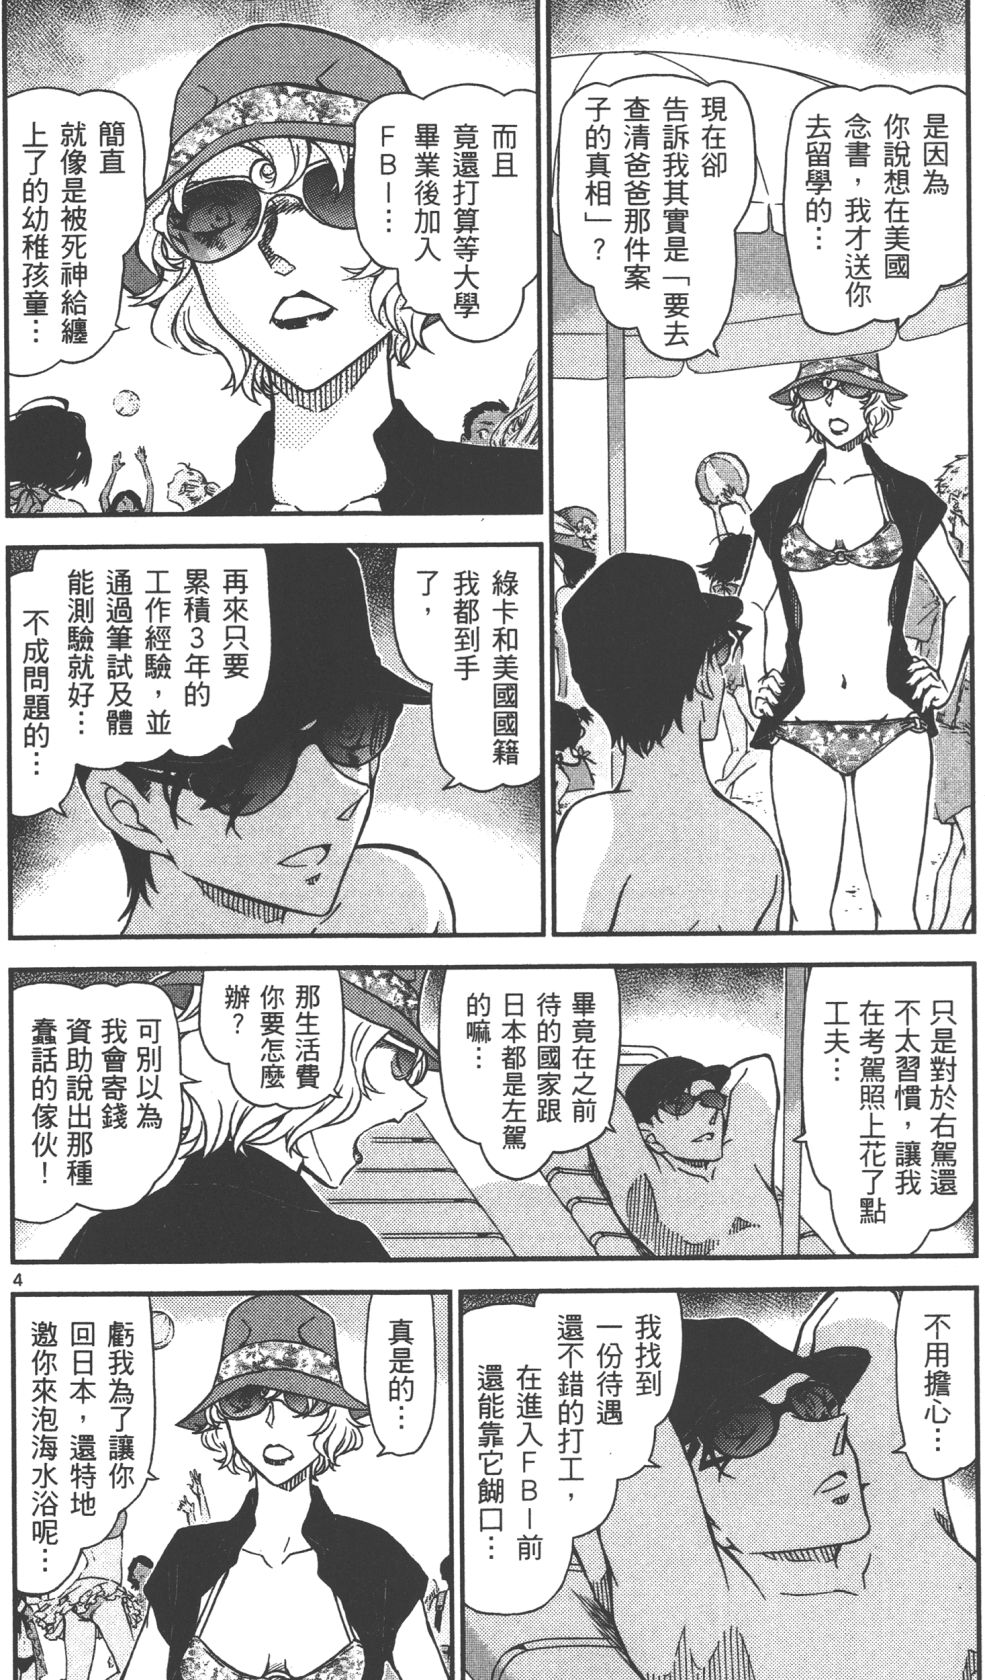 是因為
你說想在美國
念書，我才送你
去留學的…
現在卻
告訴我其實是「要去
查清爸爸那件案
子的真相」？
而且
竟還打算等大學
畢業後加入
FBI…
簡直
就像是被死神給纏
上了的幼稚孩童…
綠卡和美國國籍
我都到手
了，
再來只要
累積3年的
工作經驗，並
通過筆試及體
能測驗就好…
不成問題的…
只是對於右駕還
不太習慣，讓我
在考駕照上花了點
工夫…
畢竟在之前
待的國家跟
日本都是左駕
的嘛…
那生活費
你要怎麼
辦？
可別以為
我會寄錢
資助說出那種
蠢話的傢伙！
4
不用擔心…
我找到
一份待遇
還不錯的打工，
在進入FBI前
還能靠它餬口…
真是的…
虧我為了讓你
回日本，還特地
邀你來泡海水浴呢…